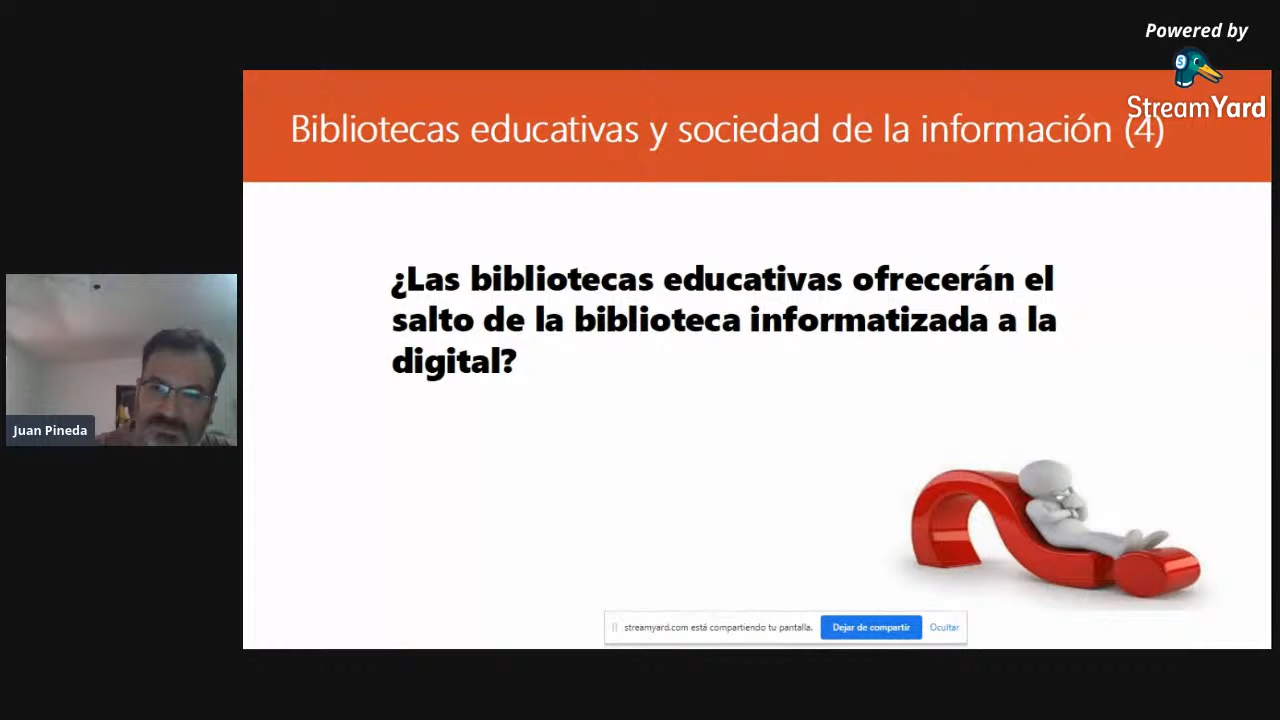 Powered by
StreamYard
Bibliotecas educativas y sociedad de la información (4)
¿Las bibliotecas educativas ofrecerán el
salto de la biblioteca informatizada a la
digital?
Juan Pineda
streamyard.com está compartiendo tu pantalla.
Dejar de compartir
Ocultar